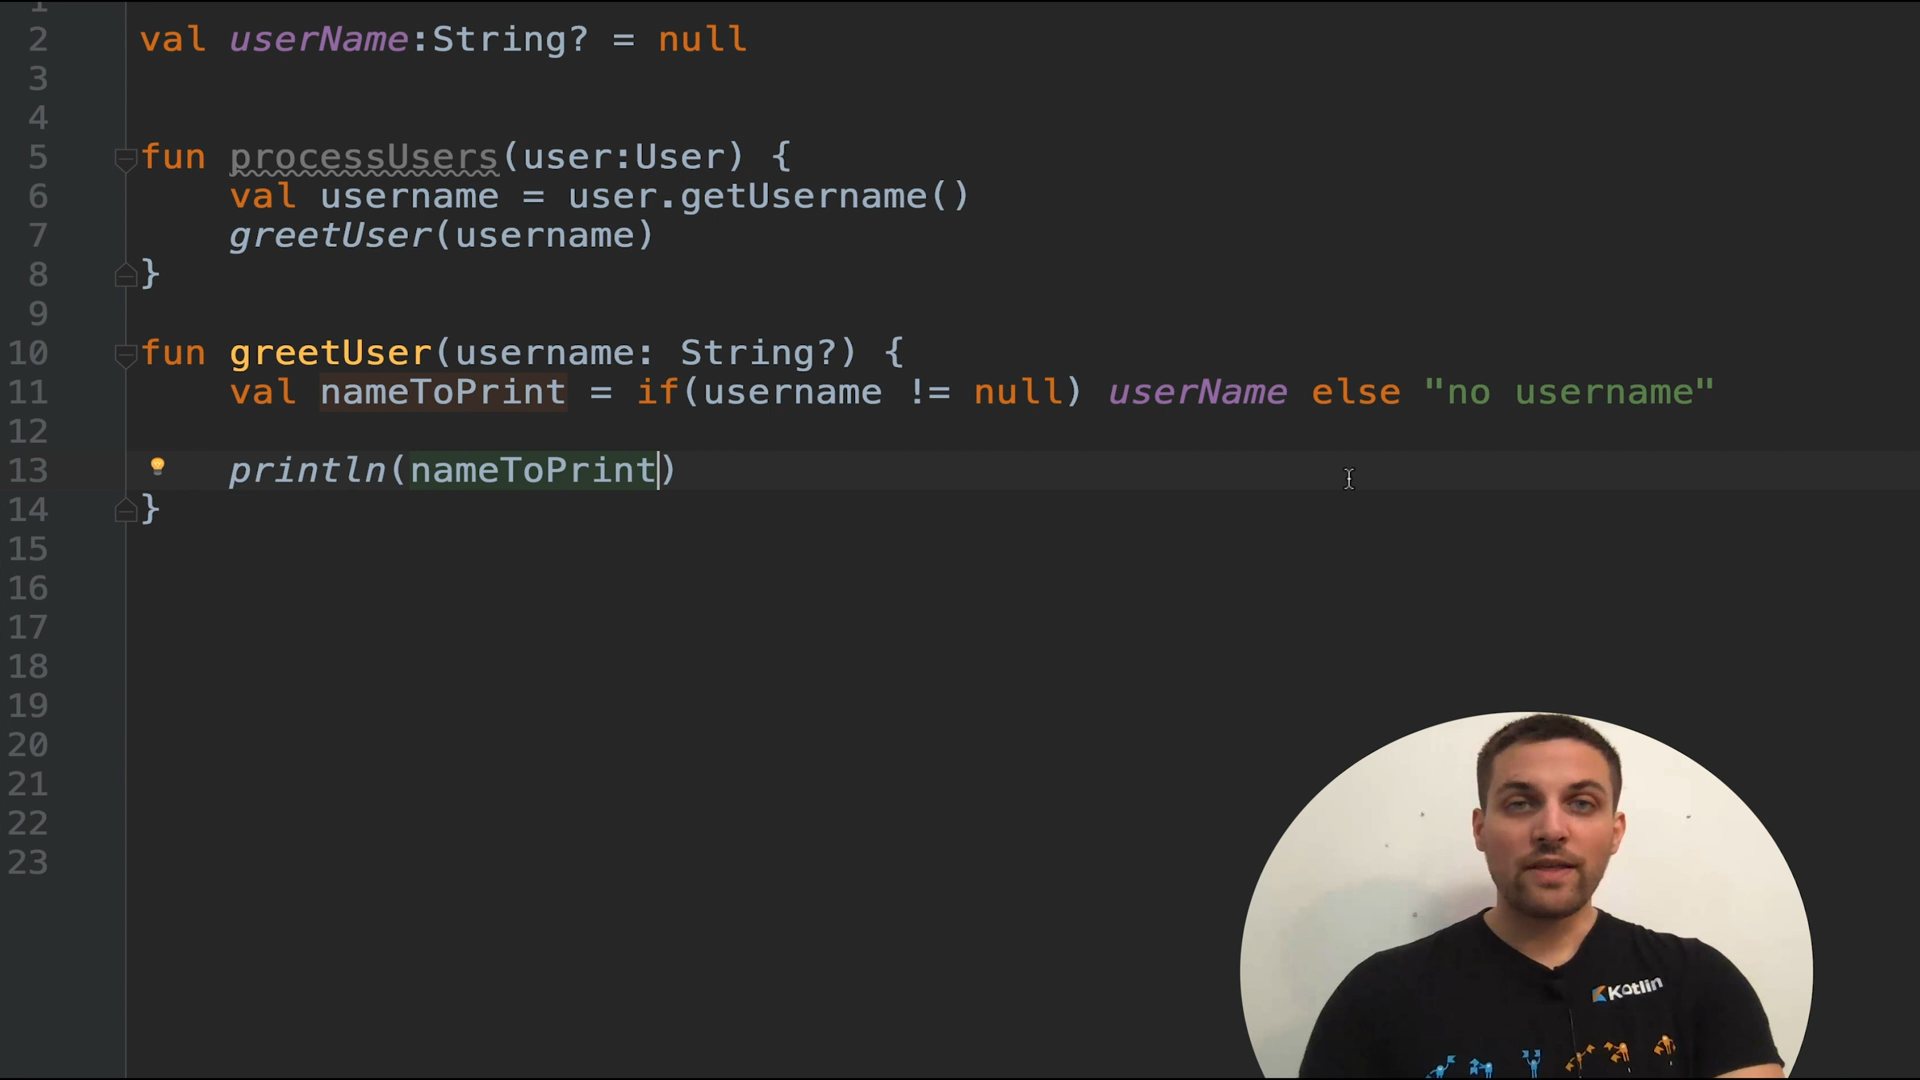 1
2 val userName:String? = null
3
4
5 fun processUsers(user:User) {
6 val username = user.getUsername()
7 greetUser(username)
8 }
9
10 fun greetUser(username: String?) {
11 val nameToPrint = if(username != null) userName else "no username"
12
13 println(nameToPrint)
14 }
15
16
17
18
19
20
21
22
23
Kotlin